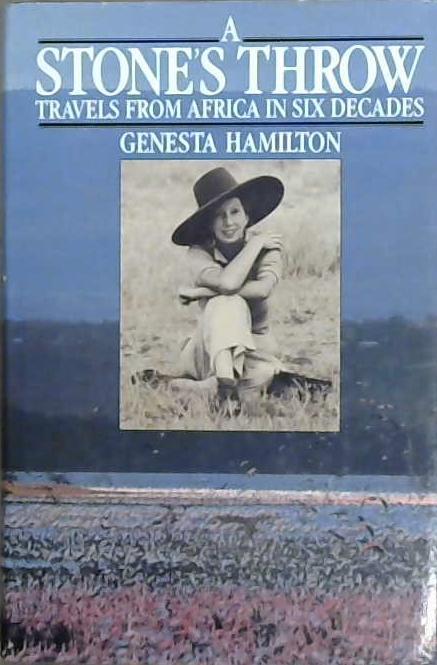 A
STONE'S THROW
TRAVELS FROM AFRICA IN SIX DECADES
GENESTA HAMILTON